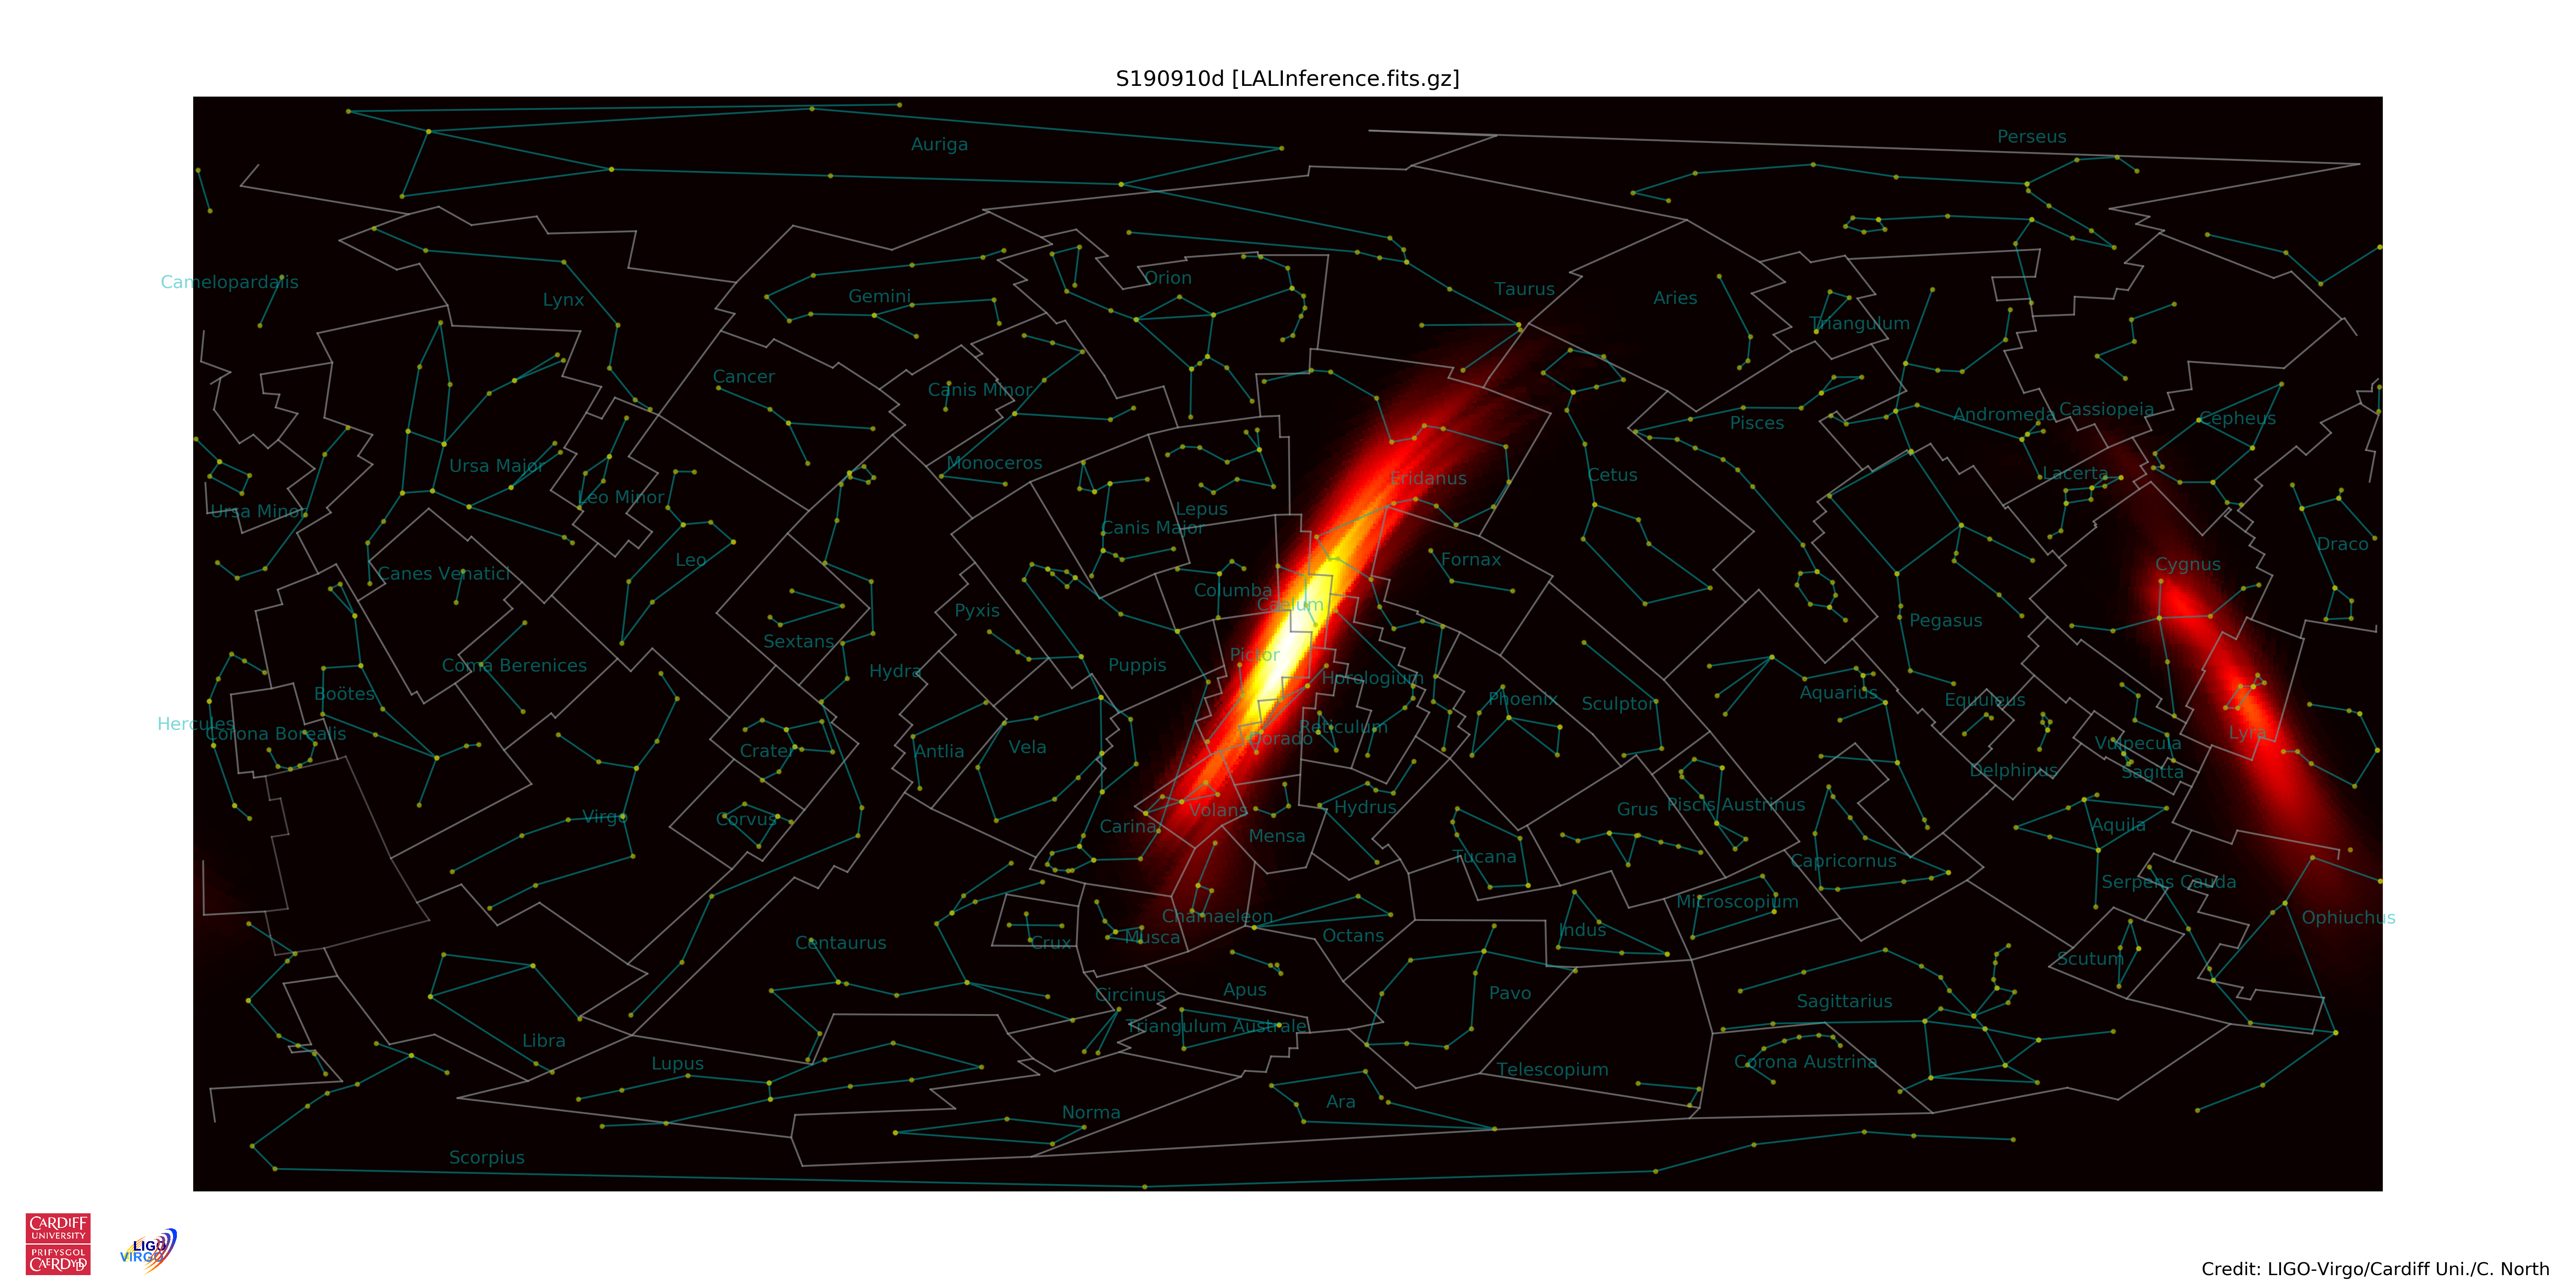 S190910d [LALInference.fits.gz]
Auriga
Perseus
Camelopardalis
Lynx
Gemini
Orion
Taurus
Aries
Triangulum
Cancer
Canis Minor
Pisces
Andromeda
Cassiopeia
Cepheus
Ursa Major
Leo Minor
Monoceros
Eridanus
Cetus
Lacerta
Ursa Minor
Lepus
Canis Major
Draco
Canes Venatici
Leo
Fornax
Cygnus
Columba
Caelum
Pyxis
Sextans
Pegasus
Coma Berenices
Hydra
Puppis
Pictor
Horologium
Boötes
Phoenix
Sculptor
Aquarius
Equuleus
Hercules
Corona Borealis
Crater
Antlia
Vela
Dorado
Reticulum
Lyra
Vulpecula
Delphinus
Sagitta
Virgo
Corvus
Carina
Volans
Mensa
Hydrus
Grus
Piscis Austrinus
Aquila
Tucana
Capricornus
Serpens Cauda
Microscopium
Chamaeleon
Ophiuchus
Centaurus
Crux
Musca
Octans
Indus
Scutum
Circinus
Apus
Pavo
Sagittarius
Triangulum Australe
Libra
Lupus
Telescopium
Corona Austrina
Norma
Ara
Scorpius
CARDIFF
UNIVERSITY
PRIFYSGOL
CAERDYDD
LIGO
VIRGO
Credit: LIGO-Virgo/Cardiff Uni./C. North